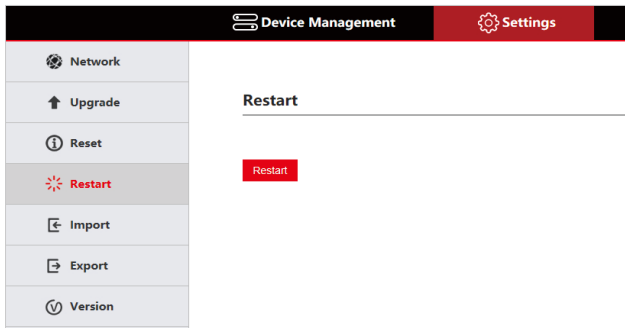 Device Management
Settings
Network
Upgrade
Reset
Restart
Import
Export
Version
Restart
Restart